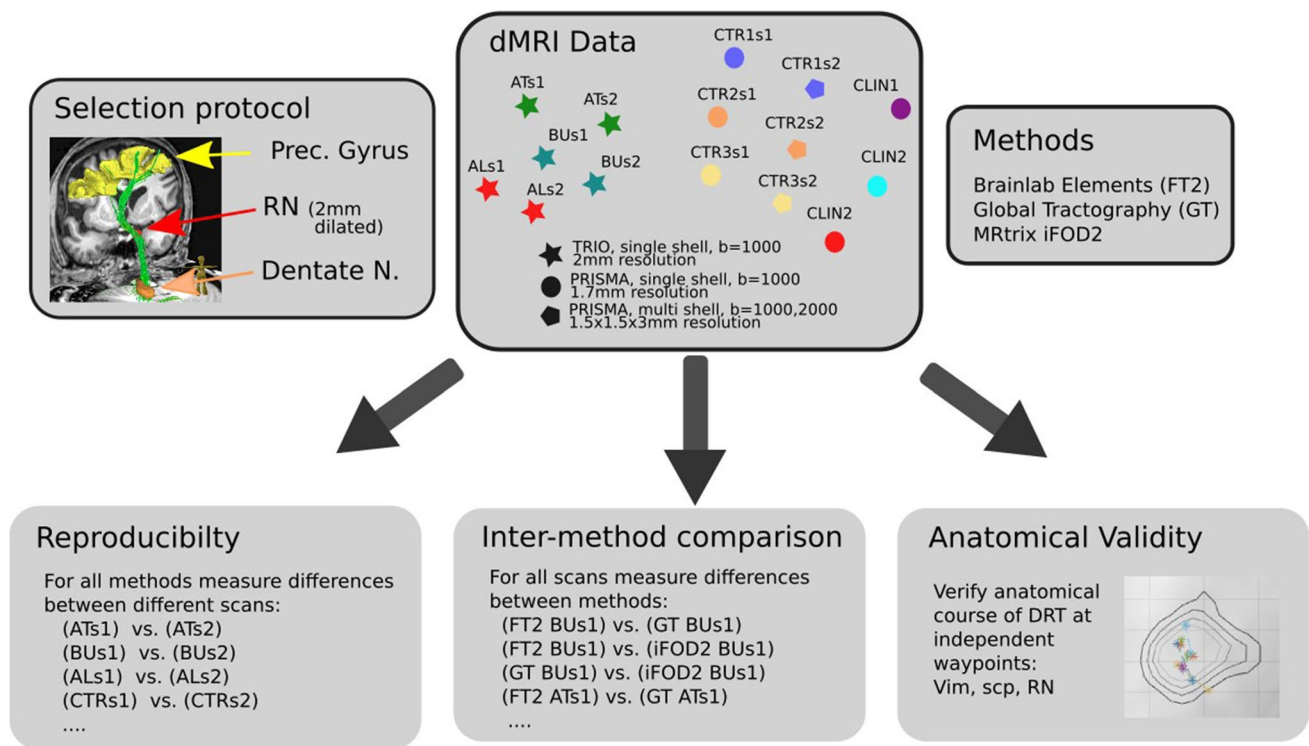 Selection protocol
Prec. Gyrus
RN (2mm
dilated)
Dentate N.
dMRI Data
ATs1
ATs2
BUs1
BUs2
ALs1
ALs2
CTR1s1
CTR1s2
CLIN1
CTR2s1
CTR2s2
CTR3s1
CLIN2
CTR3s2
CLIN2
TRIO, single shell, b=1000
2mm resolution
PRISMA, single shell, b=1000
1.7mm resolution
PRISMA, multi shell, b=1000,2000
1.5x1.5x3mm resolution
Methods
Brainlab Elements (FT2)
Global Tractography (GT)
MRtrix iFOD2
Reproducibilty
For all methods measure differences
between different scans:
(ATs1) vs. (ATs2)
(BUs1) vs. (BUs2)
(ALs1) vs. (ALs2)
(CTRs1) vs. (CTRs2)
....
Inter-method comparison
For all scans measure differences
between methods:
(FT2 BUs1) vs. (GT BUs1)
(FT2 BUs1) vs. (iFOD2 BUs1)
(GT BUs1) vs. (iFOD2 BUs1)
(FT2 ATs1) vs. (GT ATs1)
....
Anatomical Validity
Verify anatomical
course of DRT at
independent
waypoints:
Vim, scp, RN